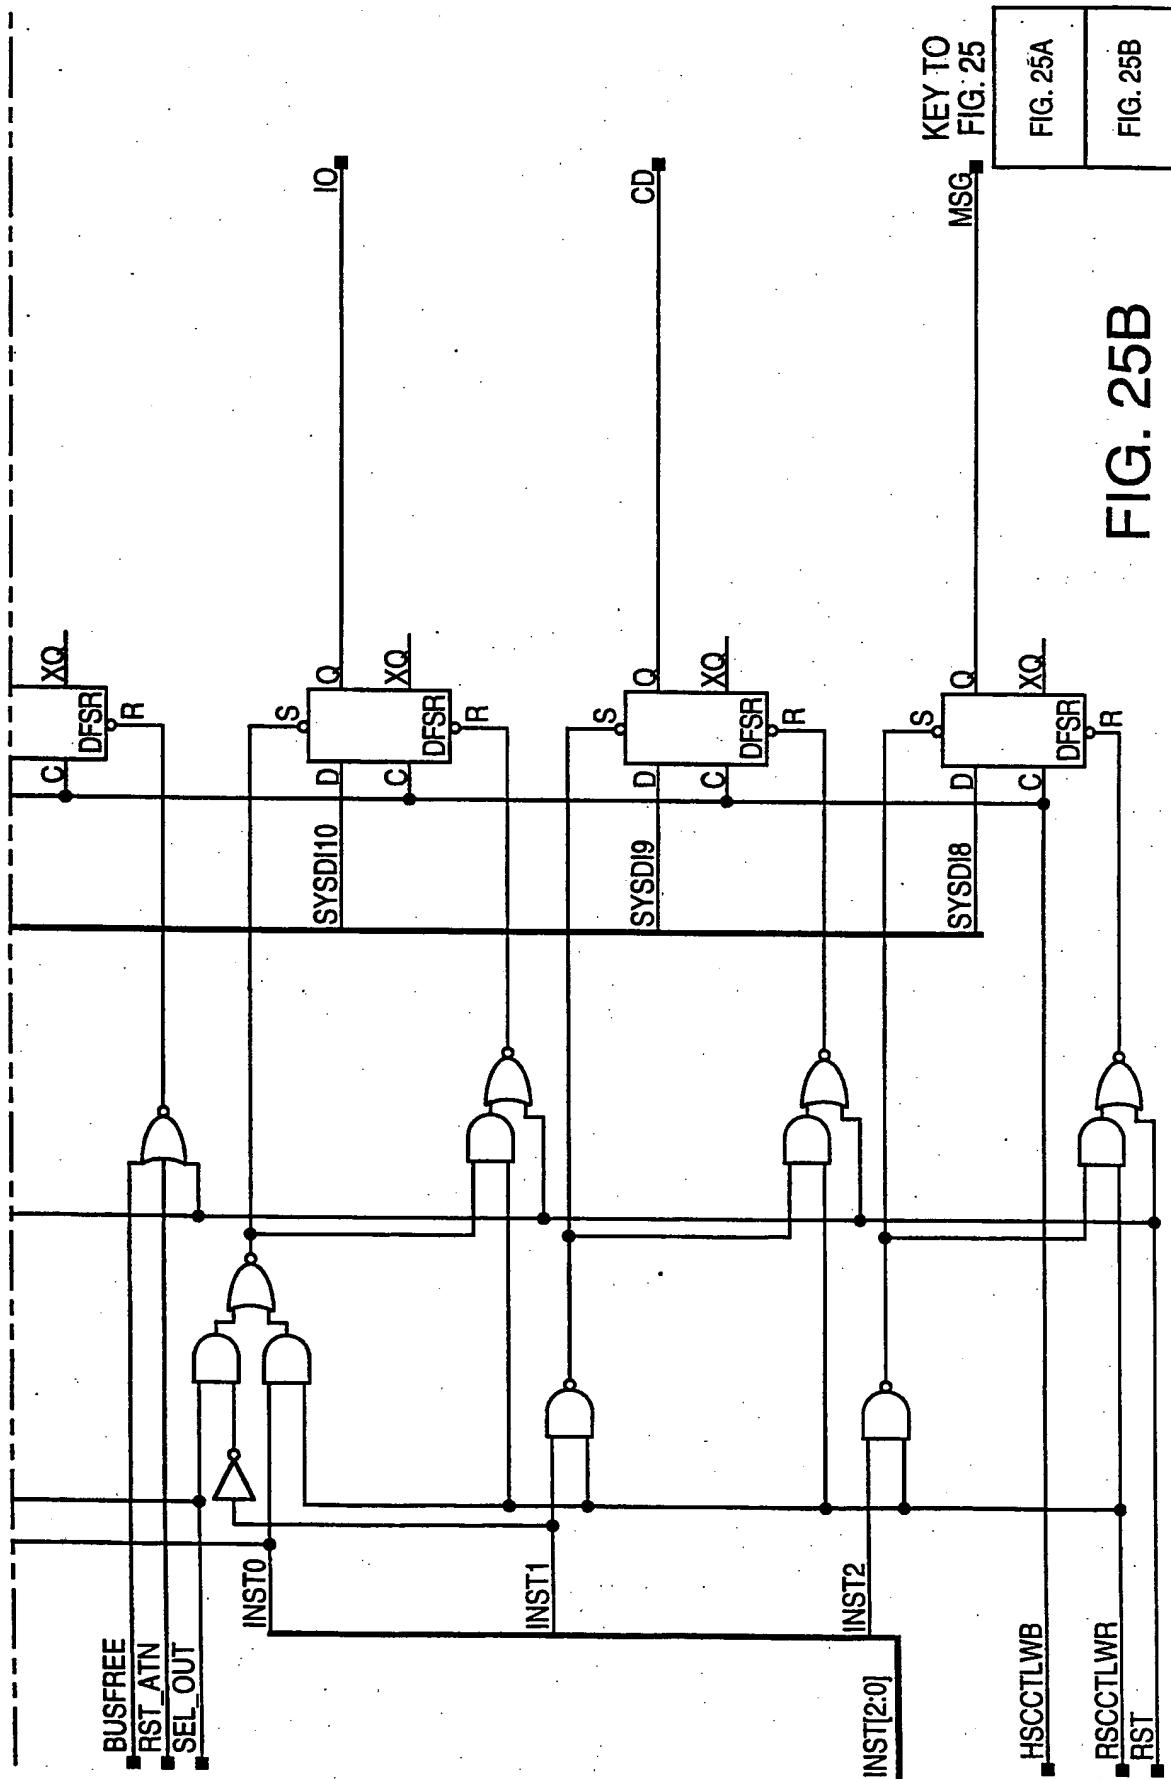 BUSFREE
RST_ATN
SEL_OUT
INST0
INST1
INST2
INST[2:0]
HSCCTLWB
RSCCTLWR
RST
C
XQ
DFSR
R
SYSDI10
D
S
Q
IO
C
XQ
DFSR
R
SYSDI9
D
S
Q
CD
C
XQ
DFSR
R
SYSDI8
D
S
Q
MSG
C
XQ
DFSR
R
KEY TO
FIG. 25
FIG. 25A
FIG. 25B
FIG. 25B